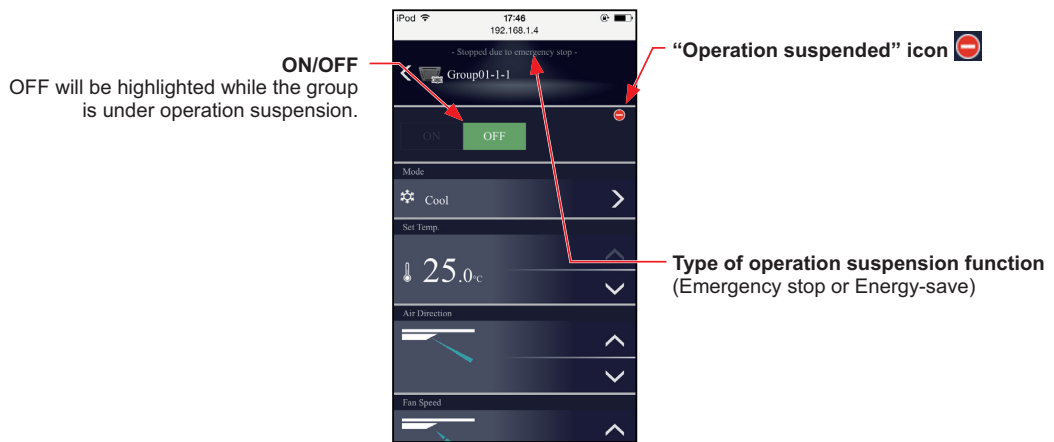 iPod 17:46
192.168.1.4
- Stopped due to emergency stop -
Group01-1-1
ON/OFF
OFF will be highlighted while the group
is under operation suspension.
“Operation suspended” icon
ON OFF
Mode
Cool
Set Temp.
25.0°C
Type of operation suspension function
(Emergency stop or Energy-save)
Air Direction
Fan Speed